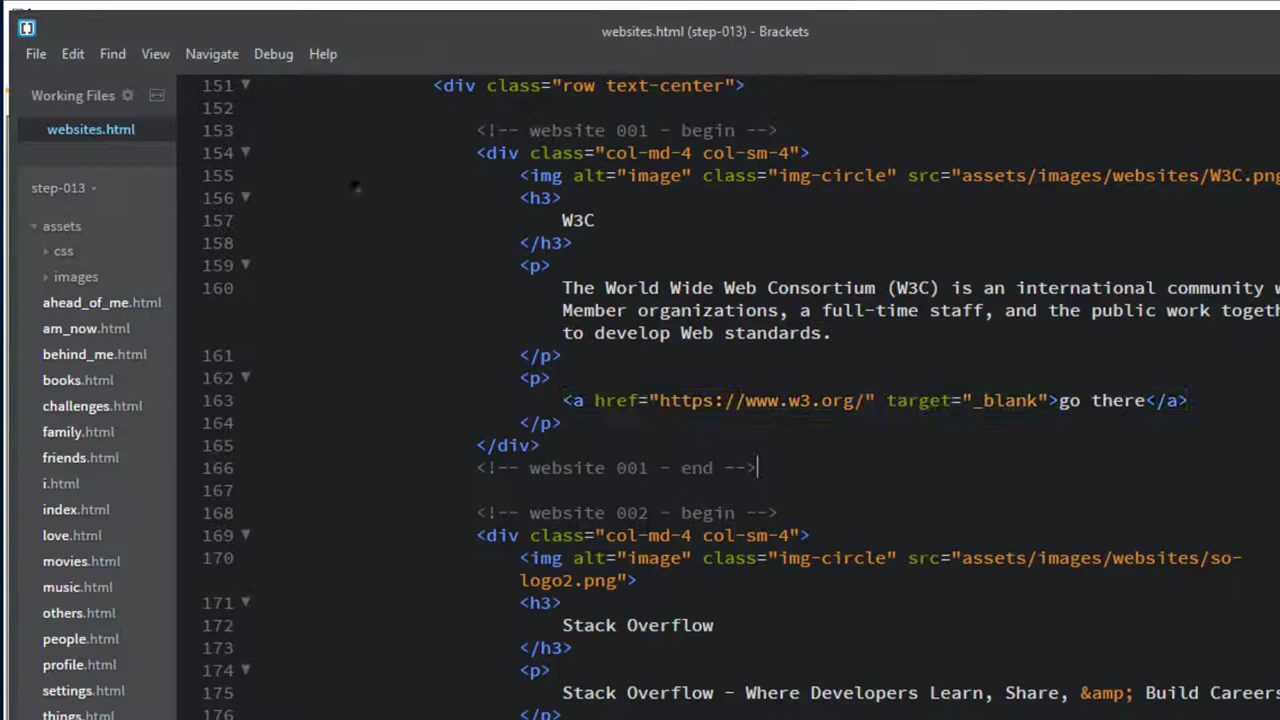 websites.html (step-013) - Brackets
File Edit Find View Navigate Debug Help
Working Files
websites.html
step-013
assets
css
images
ahead_of_me.html
am_now.html
behind_me.html
books.html
challenges.html
family.html
friends.html
i.html
index.html
love.html
movies.html
music.html
others.html
people.html
profile.html
settings.html
things.html
151 <div class="row text-center">
152
153 <!-- website 001 - begin -->
154 <div class="col-md-4 col-sm-4">
155 <img alt="image" class="img-circle" src="assets/images/websites/W3C.png
156 <h3>
157 W3C
158 </h3>
159 <p>
160 The World Wide Web Consortium (W3C) is an international community w
Member organizations, a full-time staff, and the public work togeth
to develop Web standards.
161 </p>
162 <p>
163 <a href="https://www.w3.org/" target="_blank">go there</a>
164 </p>
165 </div>
166 <!-- website 001 - end -->
167
168 <!-- website 002 - begin -->
169 <div class="col-md-4 col-sm-4">
170 <img alt="image" class="img-circle" src="assets/images/websites/so-
logo2.png">
171 <h3>
172 Stack Overflow
173 </h3>
174 <p>
175 Stack Overflow - Where Developers Learn, Share, &amp; Build Careers
176 </p>